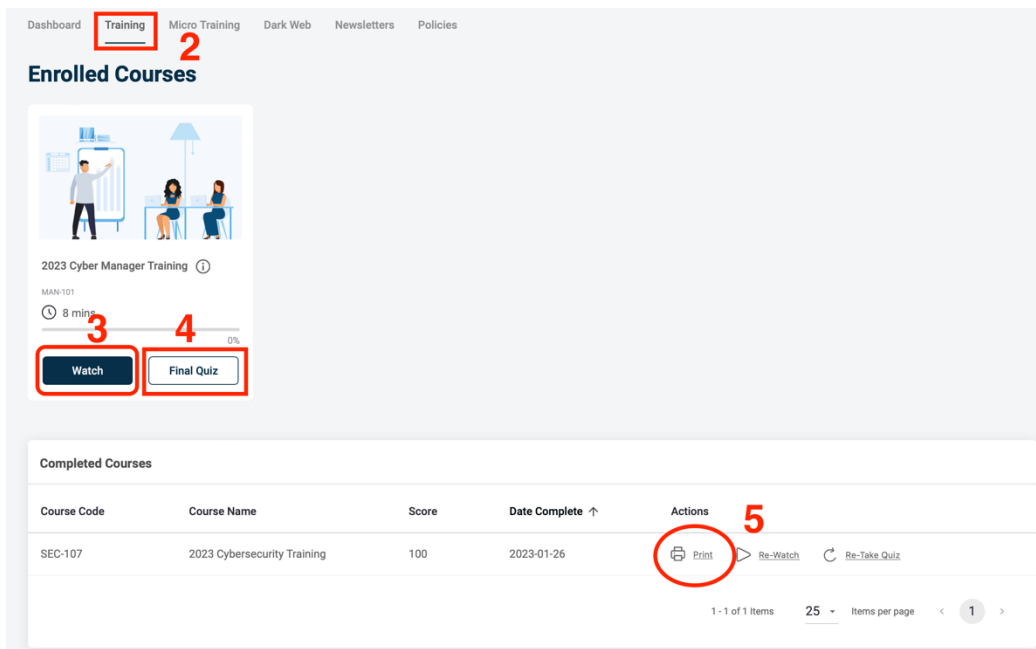 Dashboard Training Micro Training Dark Web Newsletters Policies
2
Enrolled Courses
2023 Cyber Manager Training
MAN-101
8 mins
3 4
0%
Watch Final Quiz
Completed Courses
Course Code Course Name Score Date Complete Actions
5
SEC-107 2023 Cybersecurity Training 100 2023-01-26 Print Re-Watch Re-Take Quiz
1 - 1 of 1 Items 25 Items per page 1